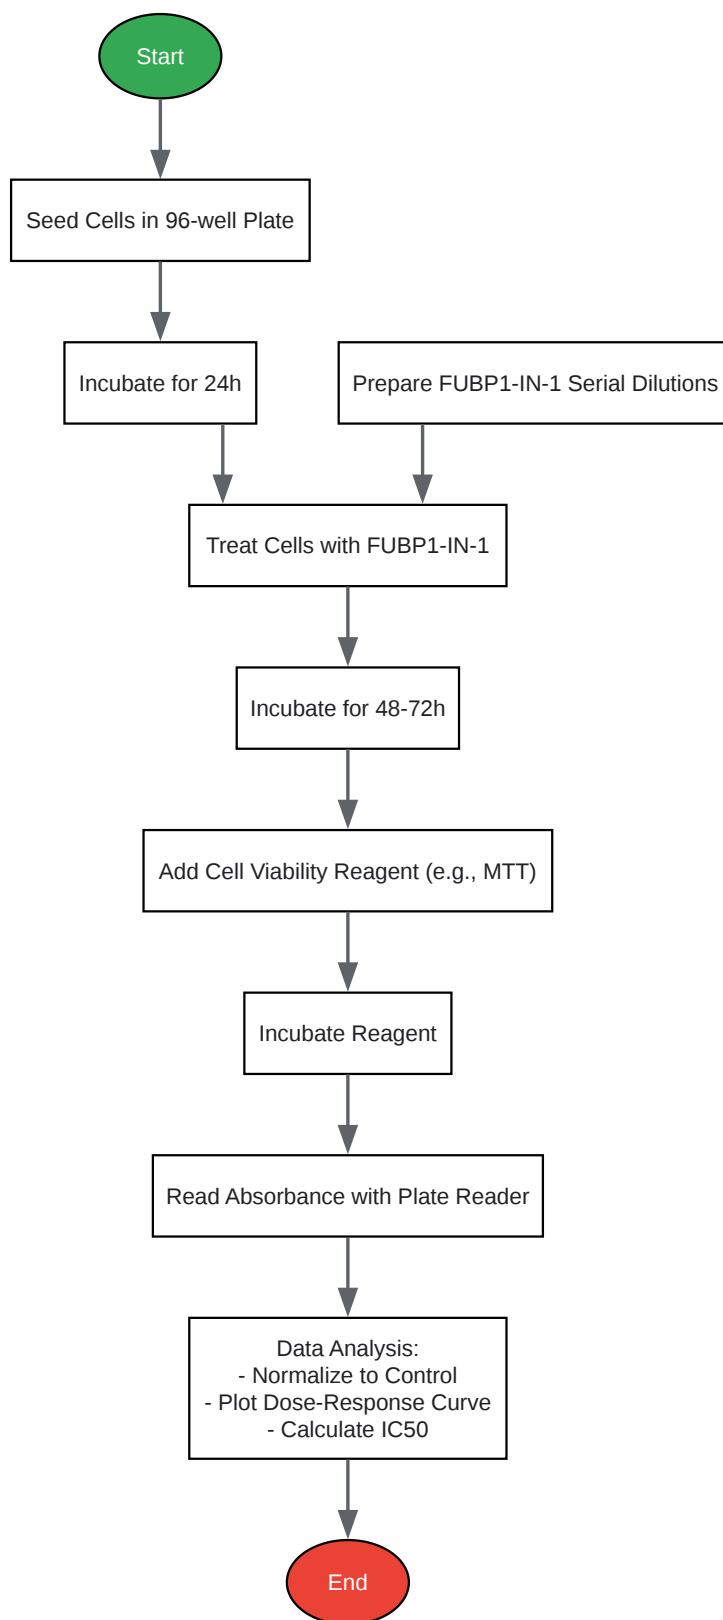 Start
Seed Cells in 96-well Plate
Incubate for 24h
Prepare FUBP1-IN-1 Serial Dilutions
Treat Cells with FUBP1-IN-1
Incubate for 48-72h
Add Cell Viability Reagent (e.g., MTT)
Incubate Reagent
Read Absorbance with Plate Reader
Data Analysis:
- Normalize to Control
- Plot Dose-Response Curve
- Calculate IC50
End